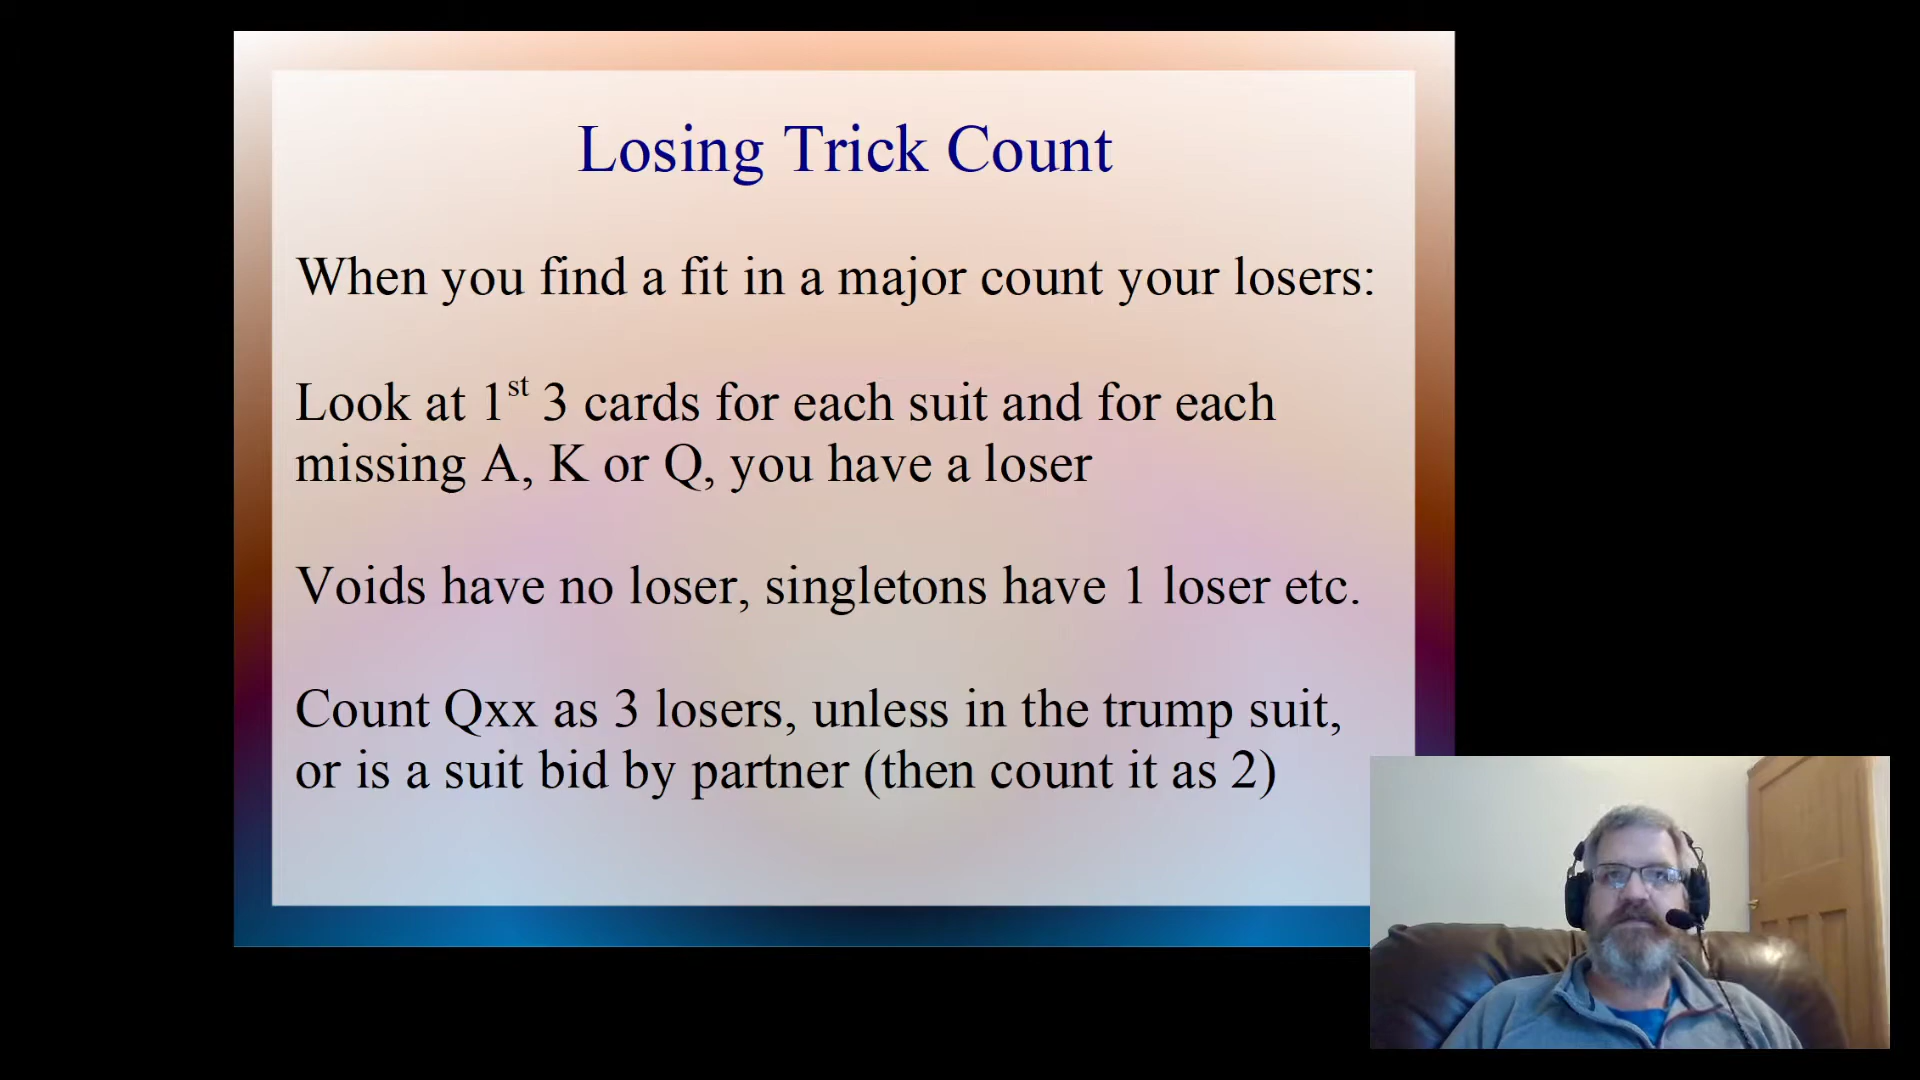 Losing Trick Count
When you find a fit in a major count your losers:
Look at 1st 3 cards for each suit and for each
missing A, K or Q, you have a loser
Voids have no loser, singletons have 1 loser etc.
Count Qxx as 3 losers, unless in the trump suit,
or is a suit bid by partner (then count it as 2)